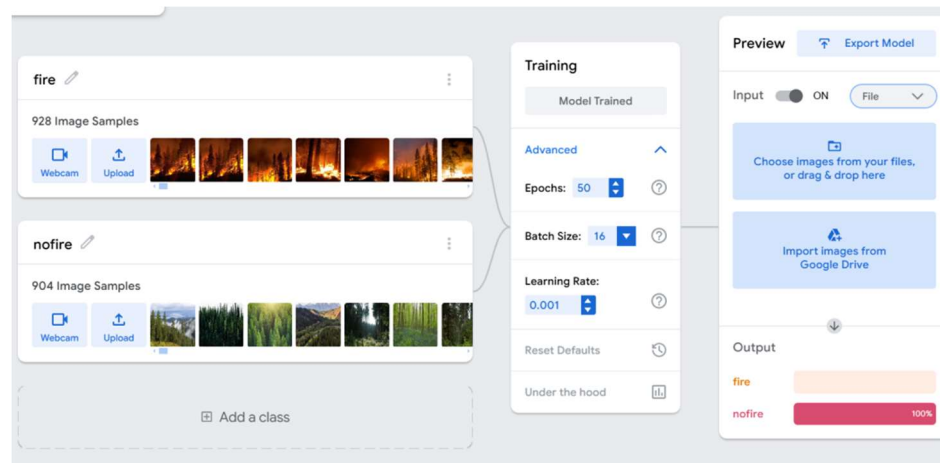 fire
928 Image Samples
Webcam
Upload
nofire
904 Image Samples
Webcam
Upload
Add a class
Training
Model Trained
Advanced
Epochs: 50
Batch Size: 16
Learning Rate:
0.001
Reset Defaults
Under the hood
Preview
Export Model
Input
ON
File
Choose images from your files,
or drag & drop here
Import images from
Google Drive
Output
fire
nofire
100%